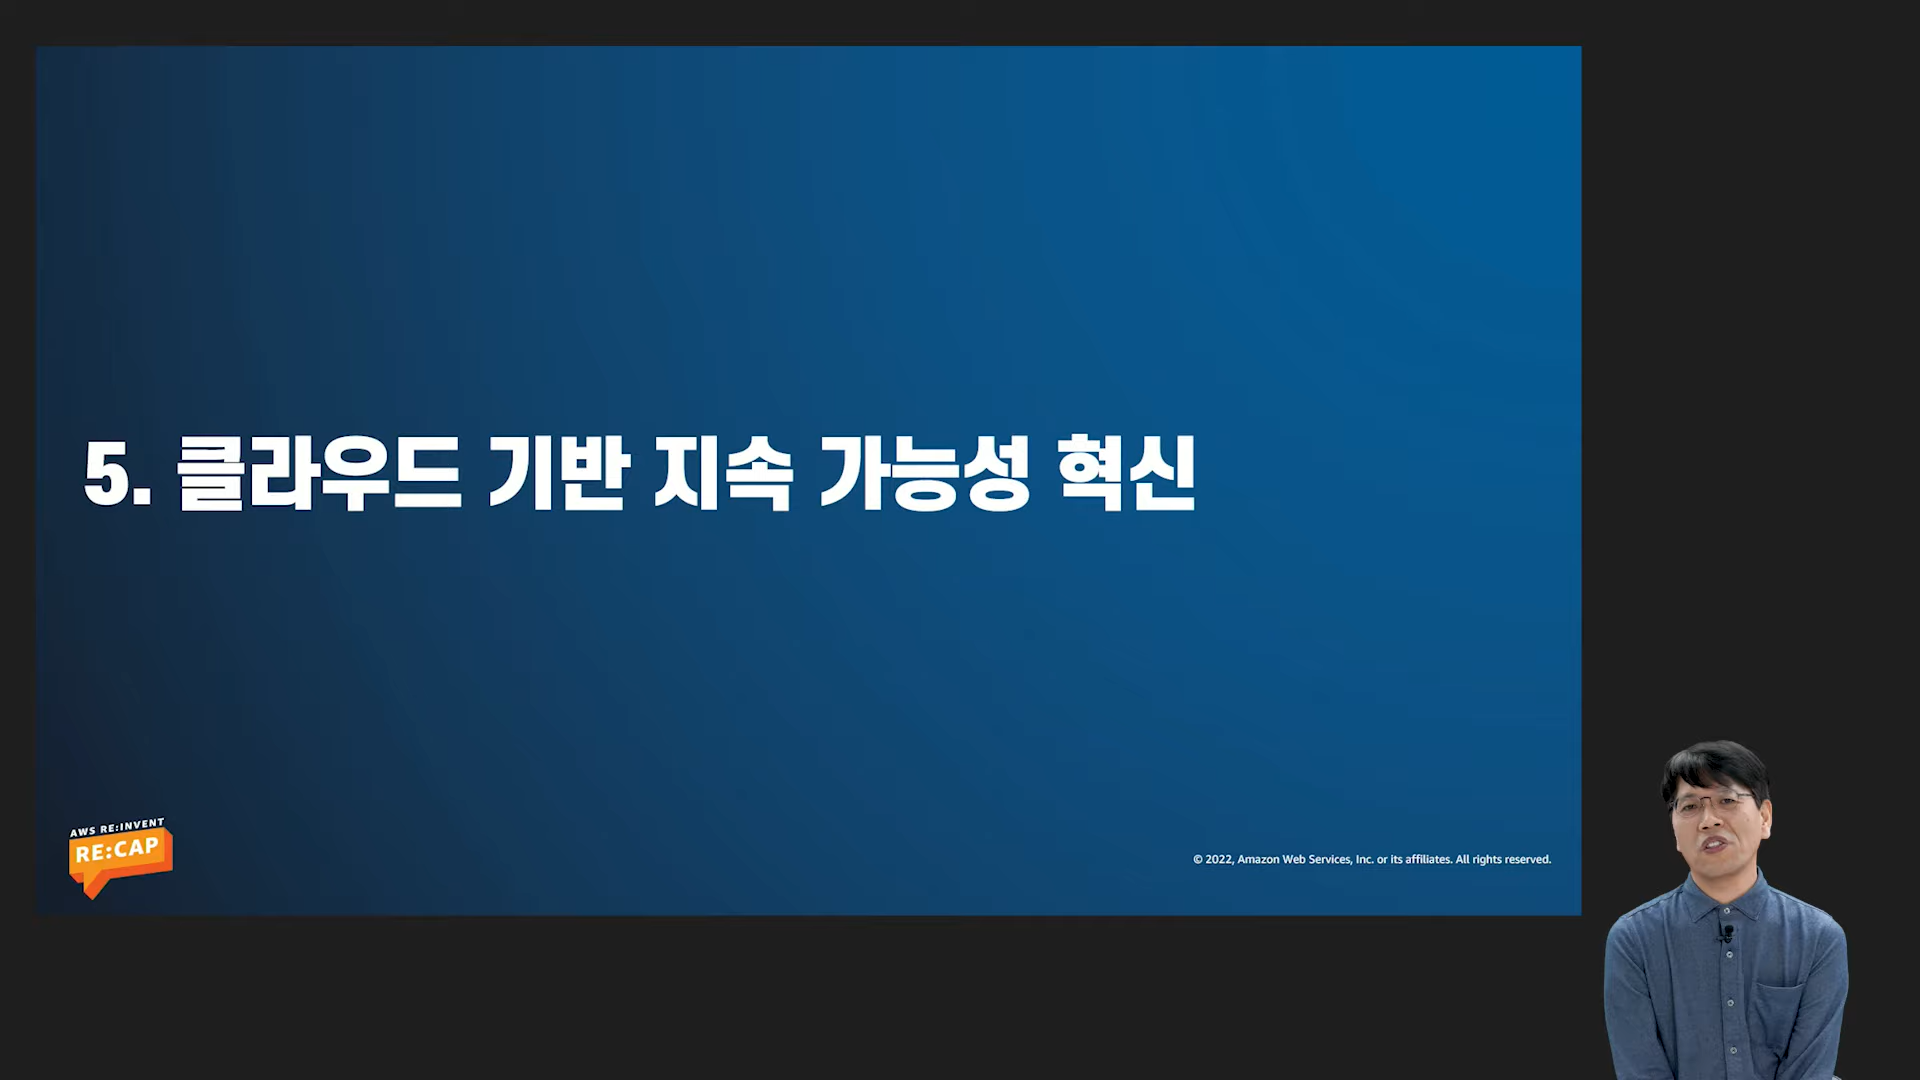 5. 클라우드 기반 지속 가능성 혁신
AWS RE:INVENT
RE:CAP
© 2022, Amazon Web Services, Inc. or its affiliates. All rights reserved.